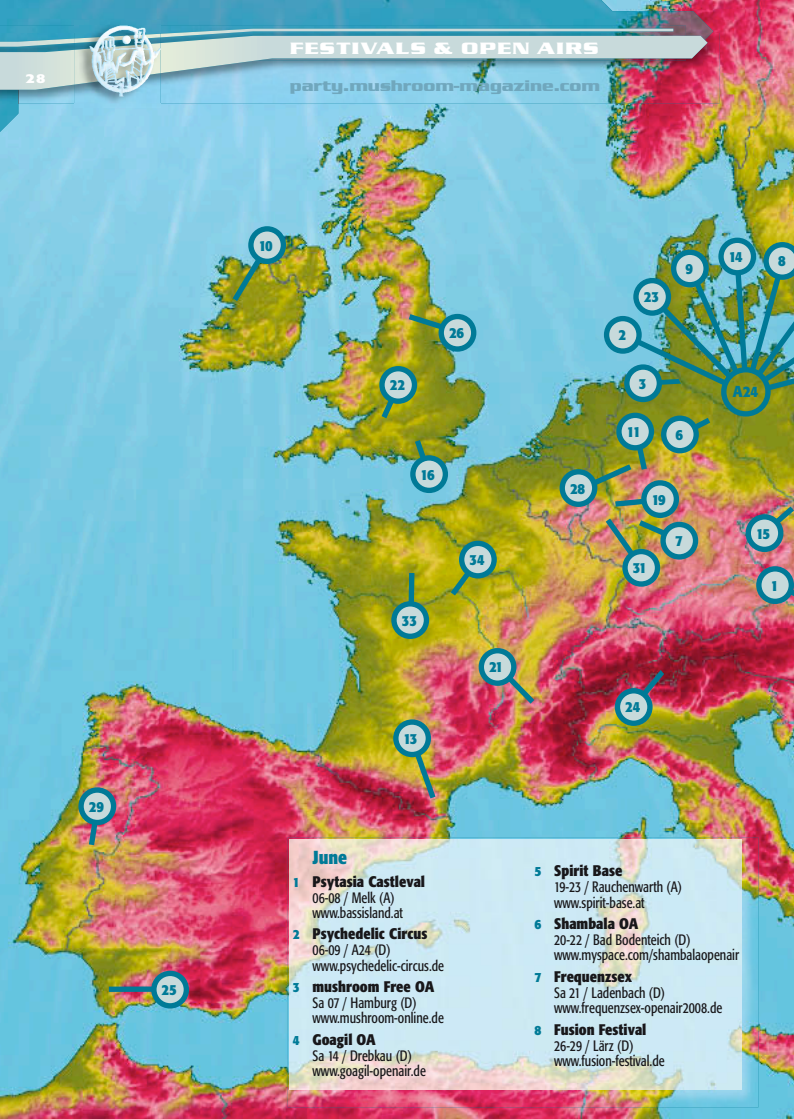 FESTIVALS & OPEN AIRS
28
party.mushroom-magazine.com
10
14
8
9
23
26
2
22
3
A24
11
6
16
28
19
15
7
34
31
1
33
21
24
13
29
25
June
1 Psytasia Castleval
06-08 / Melk (A)
www.bassisland.at
2 Psychedelic Circus
06-09 / A24 (D)
www.psychedelic-circus.de
3 mushroom Free OA
Sa 07 / Hamburg (D)
www.mushroom-online.de
4 Goagil OA
Sa 14 / Drebkau (D)
www.goagil-openair.de
5 Spirit Base
19-23 / Rauchenwarth (A)
www.spirit-base.at
6 Shambala OA
20-22 / Bad Bodenteich (D)
www.myspace.com/shambalaopenair
7 Frequenzsex
Sa 21 / Ladenbach (D)
www.frequenzsex-openair2008.de
8 Fusion Festival
26-29 / Lärz (D)
www.fusion-festival.de